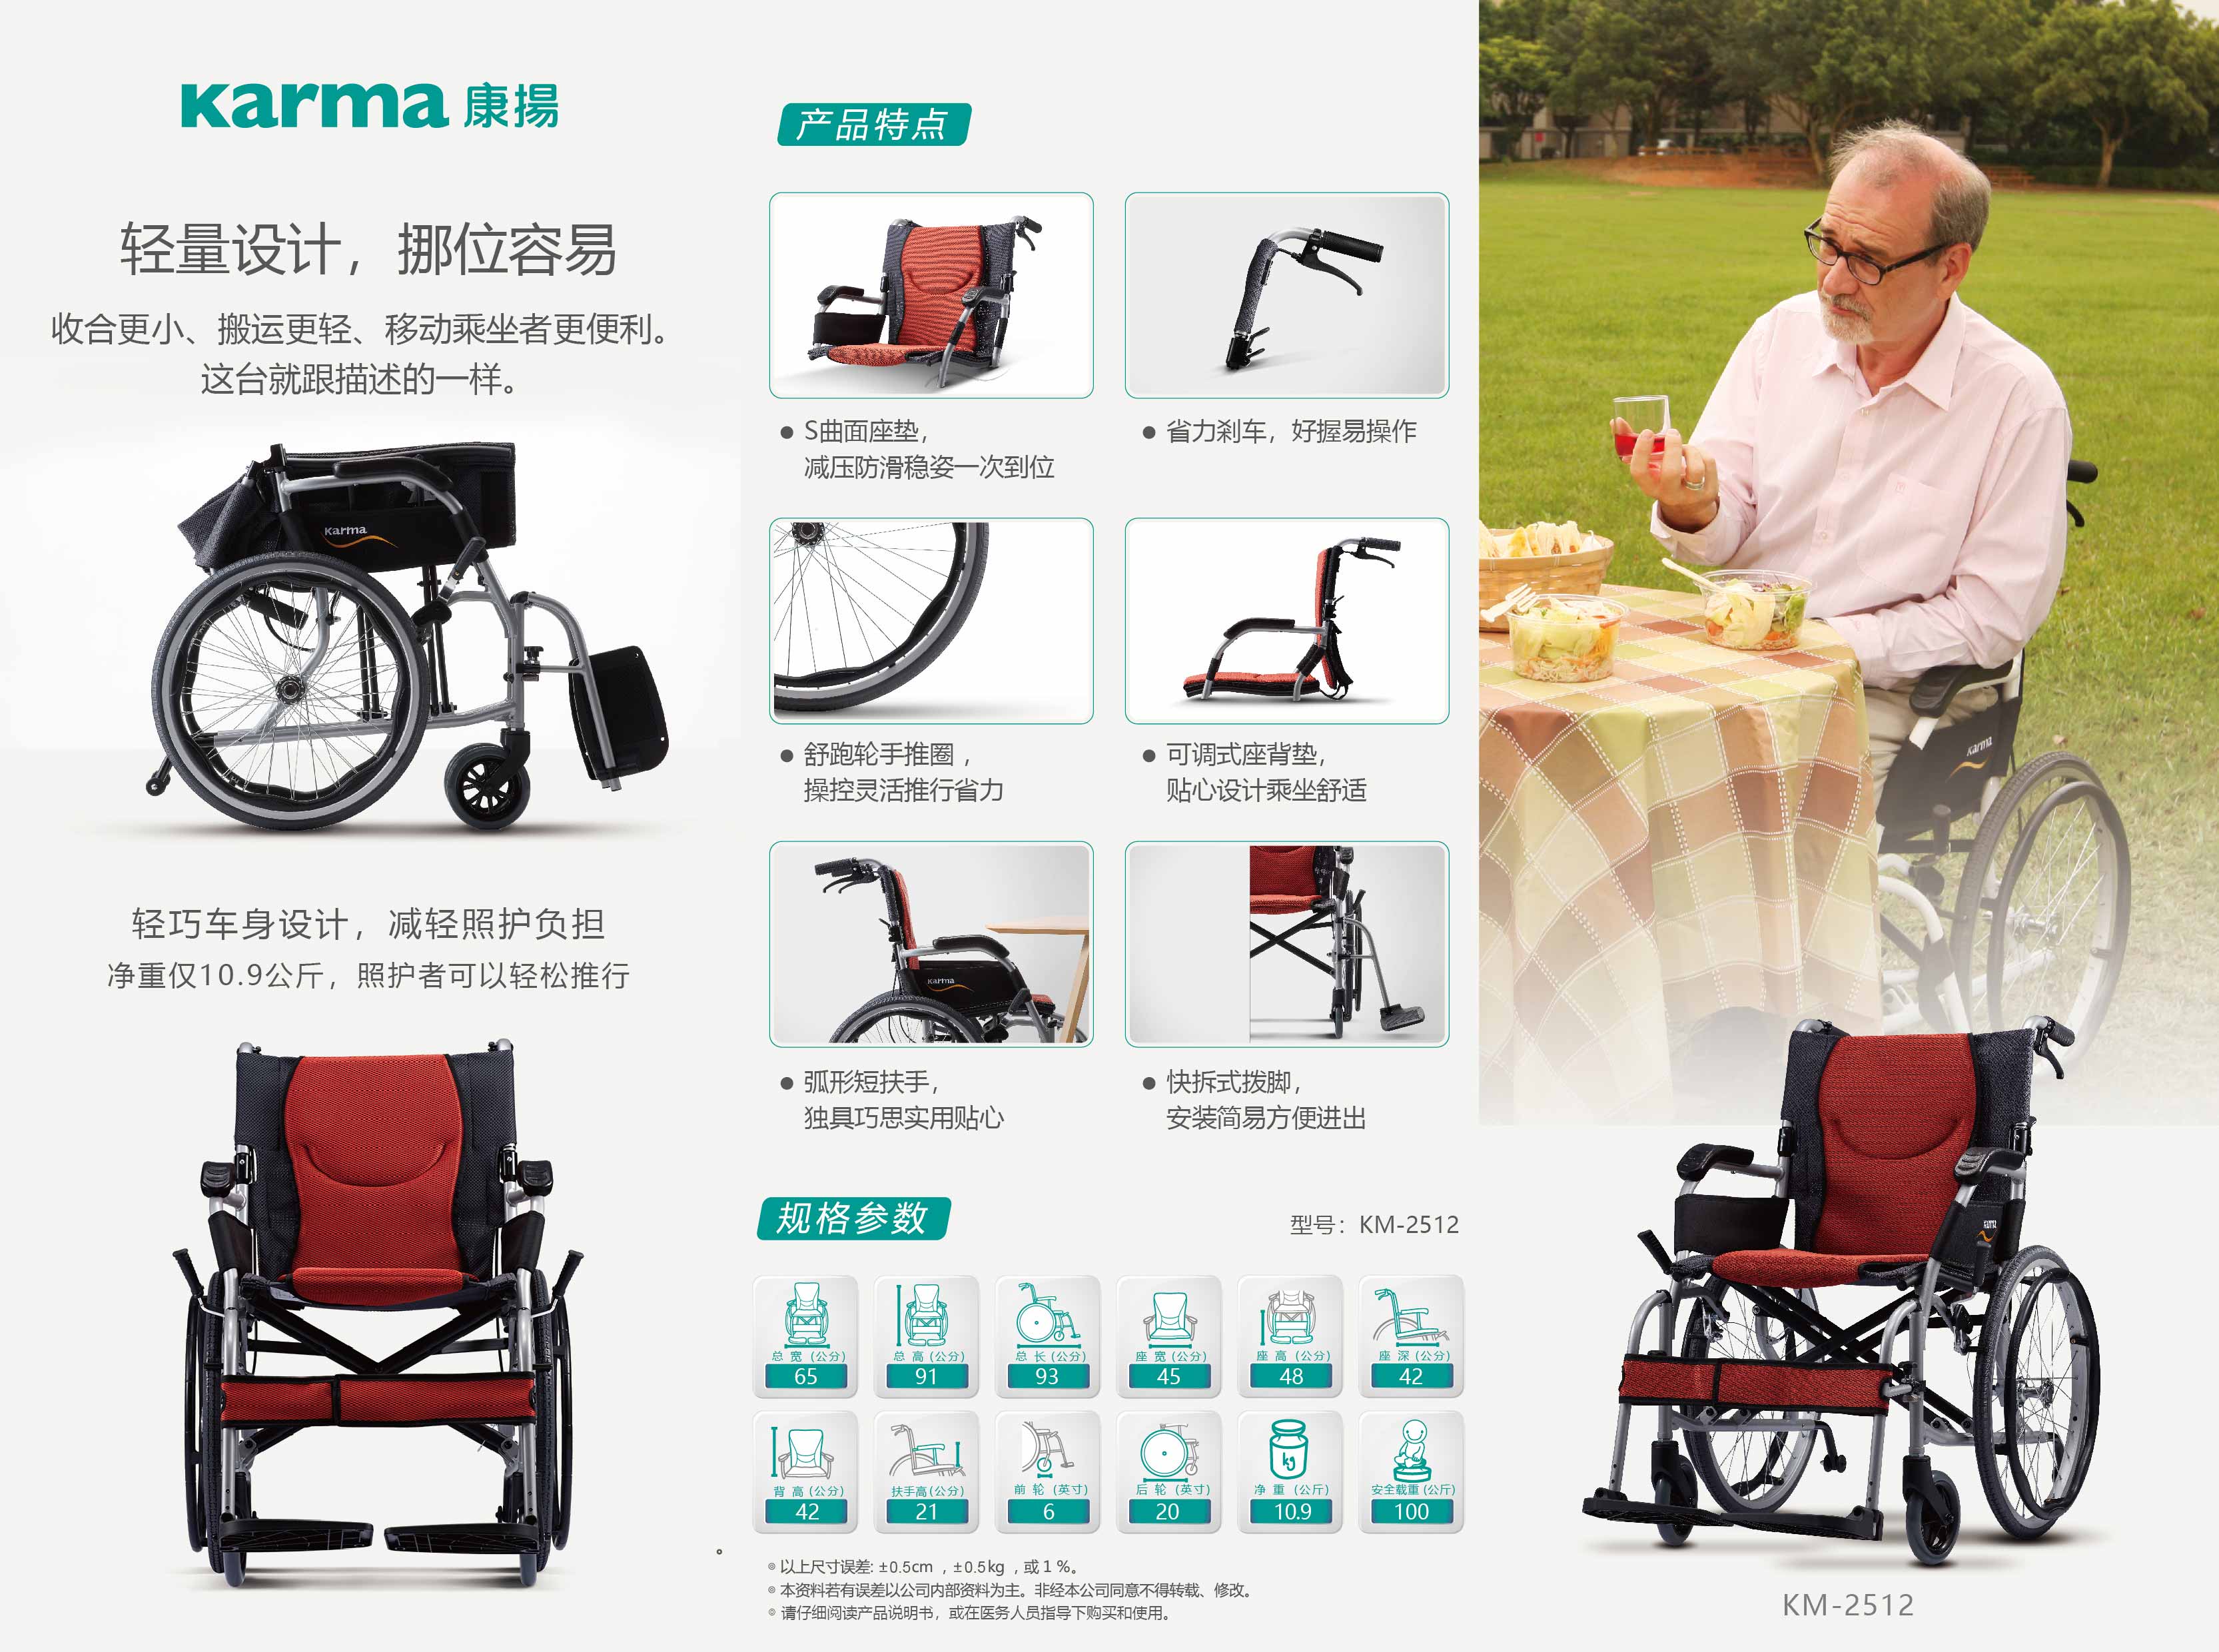 Karma 康揚
轻量设计，挪位容易
收合更小、搬运更轻、移动乘坐者更便利。
这台就跟描述的一样。
Karma
轻巧车身设计，减轻照护负担
净重仅10.9公斤，照护者可以轻松推行
产品特点
● S曲面座垫，
减压防滑稳姿一次到位
● 省力刹车，好握易操作
● 舒跑轮手推圈，
操控灵活推行省力
● 可调式座背垫，
贴心设计乘坐舒适
Karma
● 弧形短扶手，
独具巧思实用贴心
● 快拆式拨脚，
安装简易方便进出
规格参数
型号：KM-2512
总 宽 (公分)
65
总 高 (公分)
91
总 长 (公分)
93
座 宽 (公分)
45
座 高 (公分)
48
座 深 (公分)
42
背 高 (公分)
42
扶手高 (公分)
21
前 轮 (英寸)
6
后 轮 (英寸)
20
kg
净 重 (公斤)
10.9
安全载重 (公斤)
100
。
◎ 以上尺寸误差: ±0.5cm ，±0.5kg ，或1 %。
◎ 本资料若有误差以公司内部资料为主。非经本公司同意不得转载、修改。
◎ 请仔细阅读产品说明书，或在医务人员指导下购买和使用。
Karma
KM-2512